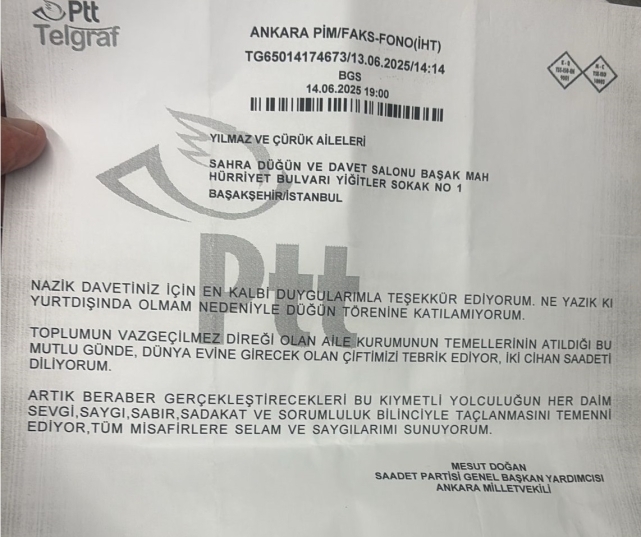 Ptt
Telgraf
ANKARA PİM/FAKS-FONO(İHT)
TG65014174673/13.06.2025/14:14
BGS
14.06.2025 19:00
YILMAZ VE ÇÜRÜK AİLELERİ
SAHRA DÜĞÜN VE DAVET SALONU BAŞAK MAH
HÜRRİYET BULVARI YİĞİTLER SOKAK NO 1
BAŞAKŞEHİR/İSTANBUL
Ptt
NAZİK DAVETİNİZ İÇİN EN KALBİ DUYGULARIMLA TEŞEKKÜR EDİYORUM. NE YAZIK KI
YURTDIŞINDA OLMAM NEDENİYLE DÜĞÜN TÖRENİNE KATILAMIYORUM.
TOPLUMUN VAZGEÇİLMEZ DİREĞİ OLAN AİLE KURUMUNUN TEMELLERİNİN ATILDIĞI BU
MUTLU GÜNDE, DÜNYA EVİNE GİRECEK OLAN ÇİFTİMİZİ TEBRİK EDİYOR, İKİ CİHAN SAADETİ
DİLİYORUM.
ARTIK BERABER GERÇEKLEŞTİRECEKLERİ BU KIYMETLİ YOLCULUĞUN HER DAİM
SEVGİ,SAYGI,SABIR,SADAKAT VE SORUMLULUK BİLİNCİYLE TAÇLANMASINI TEMENNİ
EDİYOR,TÜM MİSAFİRLERE SELAM VE SAYGILARIMI SUNUYORUM.
MESUT DOĞAN
SAADET PARTİSİ GENEL BAŞKAN YARDIMCISI
ANKARA MİLLETVEKİLİ